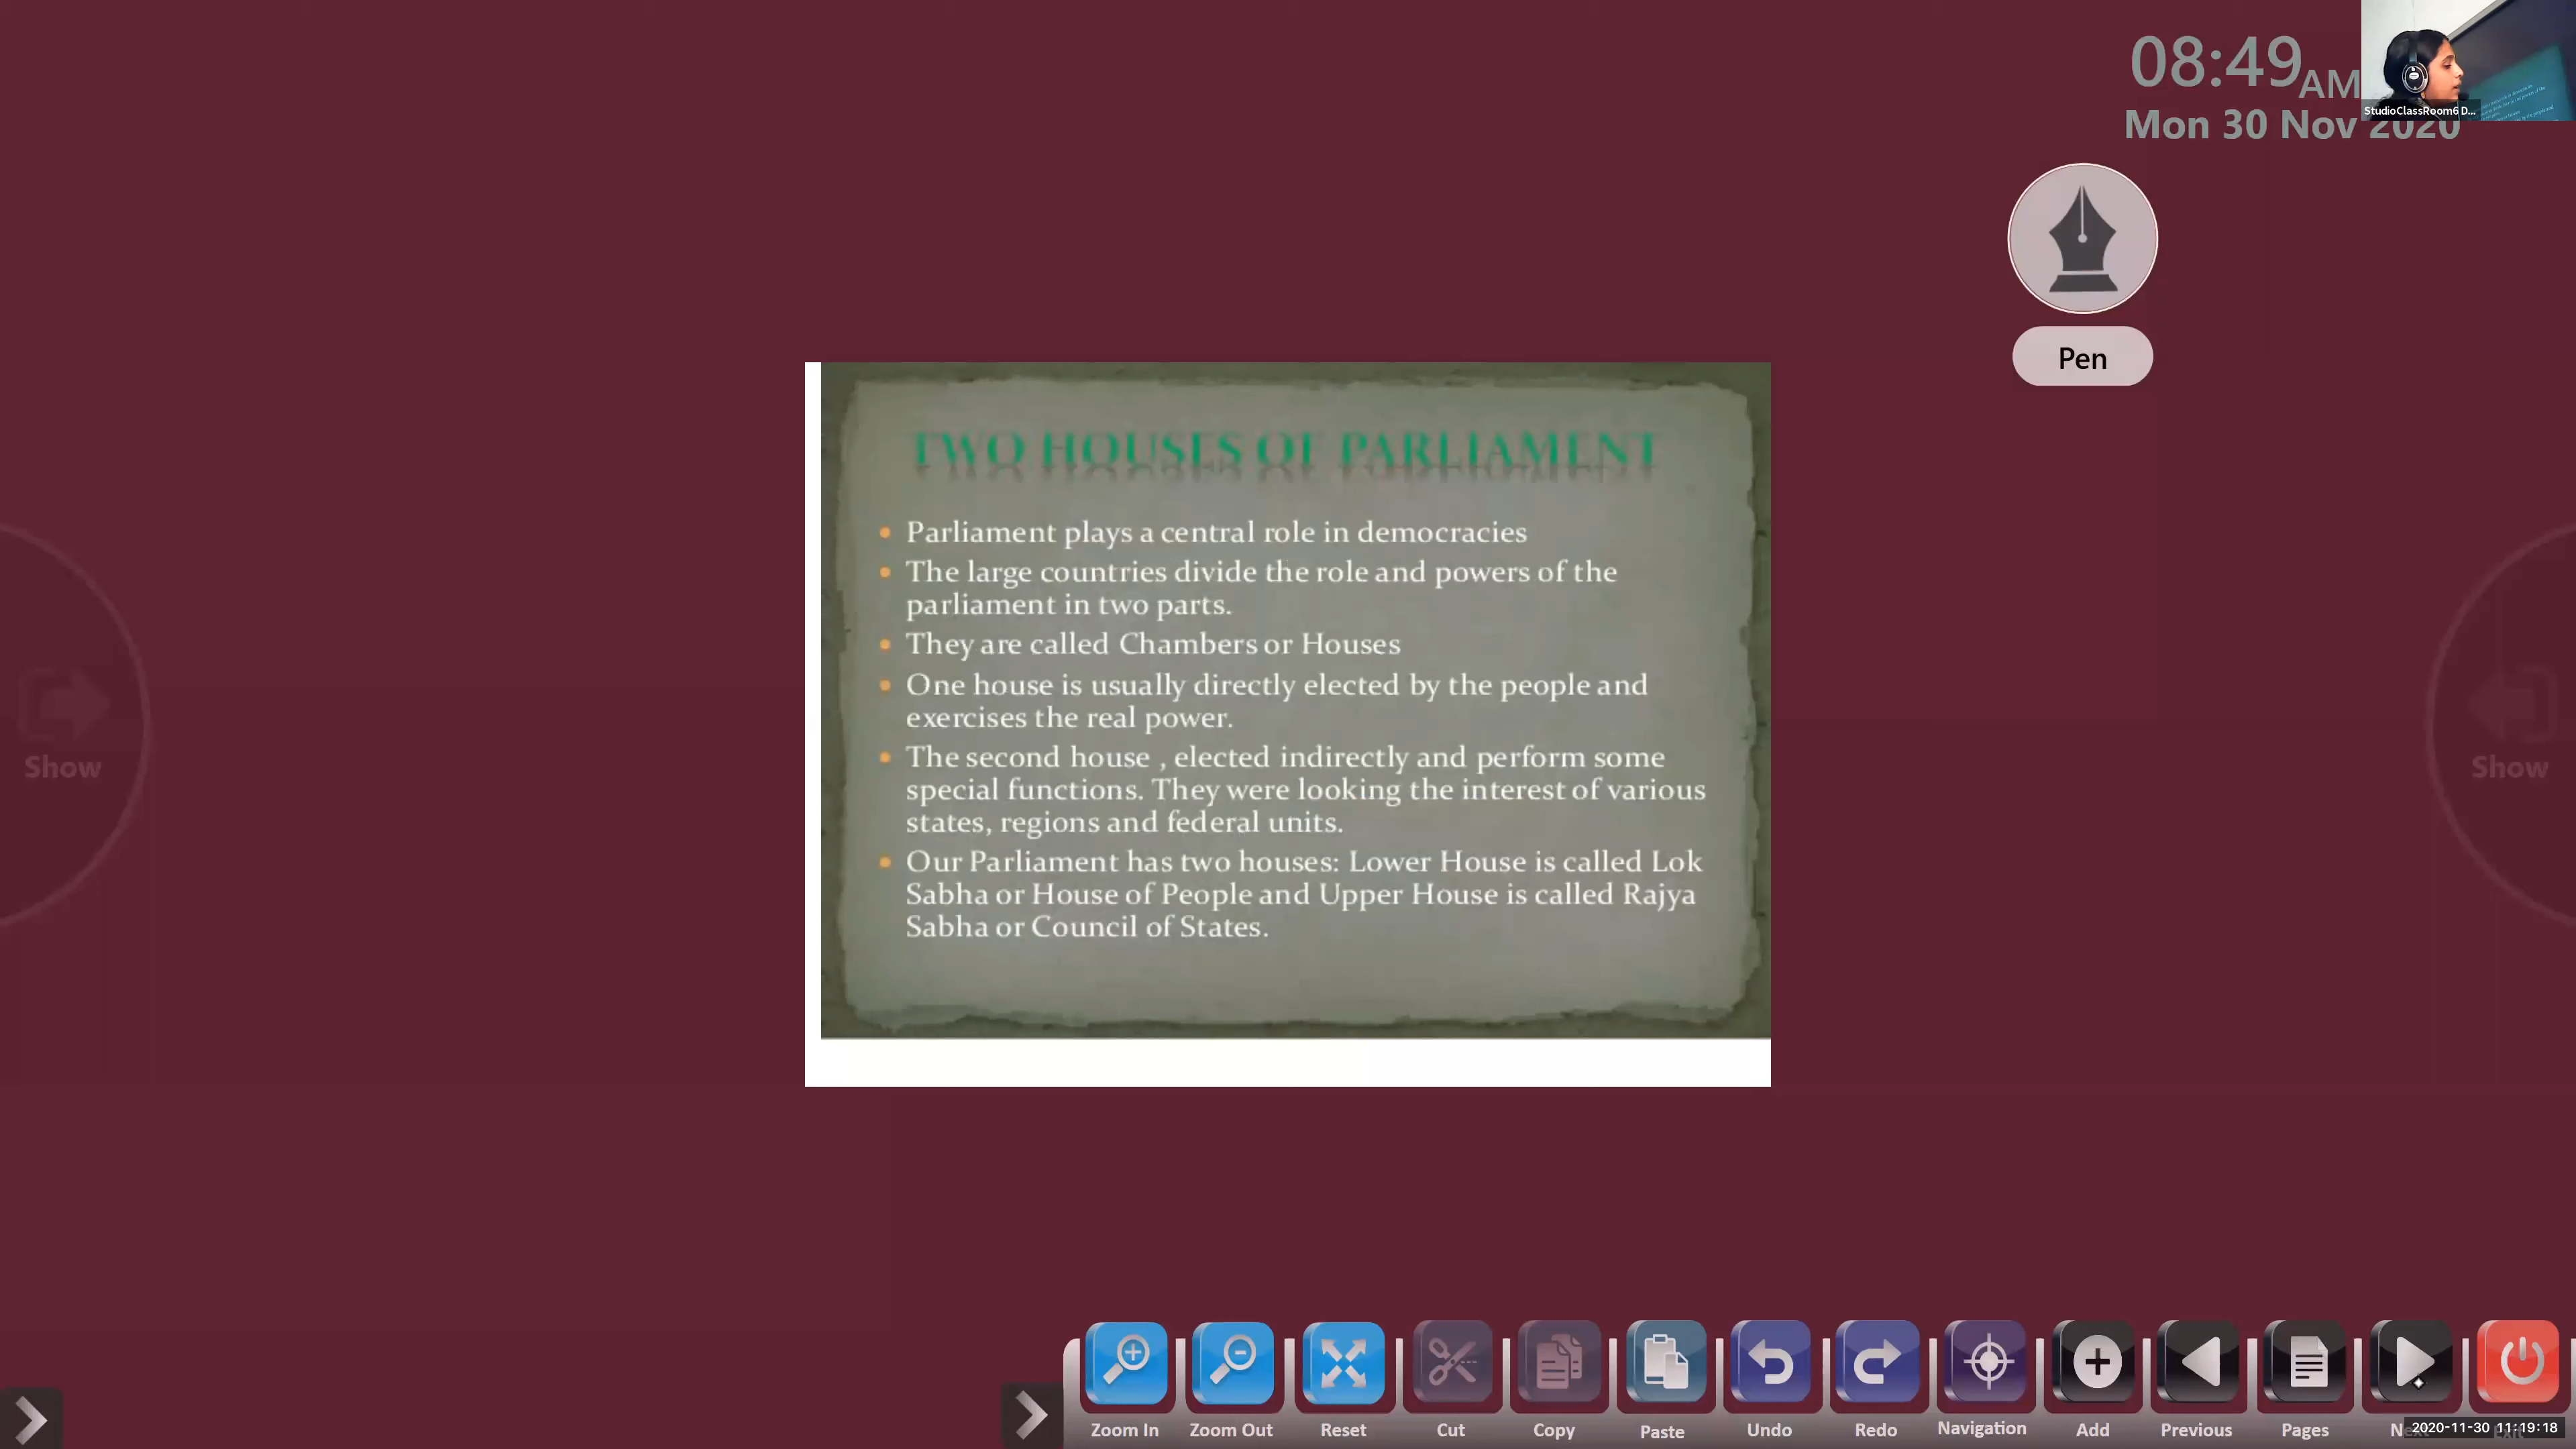 08:49 AM
Mon 30 Nov 2020
StudioClassRoom6 D...
Pen
TWO HOUSES OF PARLIAMENT
• Parliament plays a central role in democracies
• The large countries divide the role and powers of the
parliament in two parts.
• They are called Chambers or Houses
• One house is usually directly elected by the people and
exercises the real power.
• The second house , elected indirectly and perform some
special functions. They were looking the interest of various
states, regions and federal units.
• Our Parliament has two houses: Lower House is called Lok
Sabha or House of People and Upper House is called Rajya
Sabha or Council of States.
Show
Show
Zoom In Zoom Out Reset Cut Copy Paste Undo Redo Navigation Add Previous Pages
2020-11-30 11:19:18